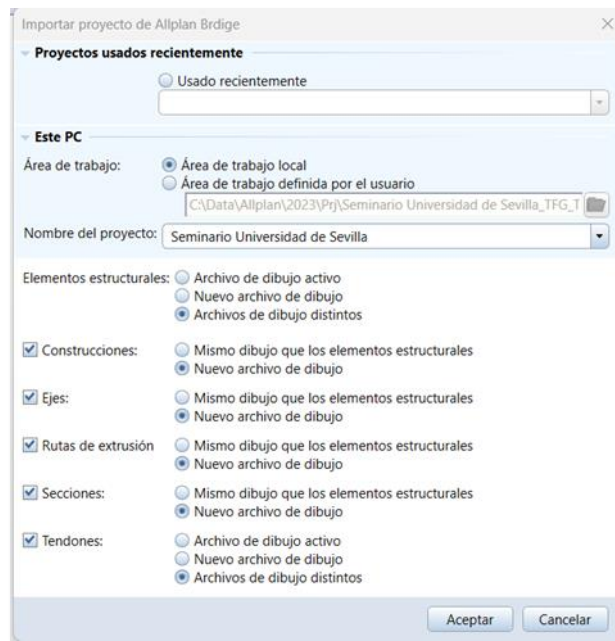 Importar proyecto de Allplan Brdige
Proyectos usados recientemente
Usado recientemente
Este PC
Área de trabajo:
Área de trabajo local
Área de trabajo definida por el usuario
C:\Data\Allplan\2023\Prj\Seminario Universidad de Sevilla_TFG_T
Nombre del proyecto: Seminario Universidad de Sevilla
Elementos estructurales: Archivo de dibujo activo
Nuevo archivo de dibujo
Archivos de dibujo distintos
Construcciones: Mismo dibujo que los elementos estructurales
Nuevo archivo de dibujo
Ejes: Mismo dibujo que los elementos estructurales
Nuevo archivo de dibujo
Rutas de extrusión Mismo dibujo que los elementos estructurales
Nuevo archivo de dibujo
Secciones: Mismo dibujo que los elementos estructurales
Nuevo archivo de dibujo
Tendones: Archivo de dibujo activo
Nuevo archivo de dibujo
Archivos de dibujo distintos
Aceptar Cancelar